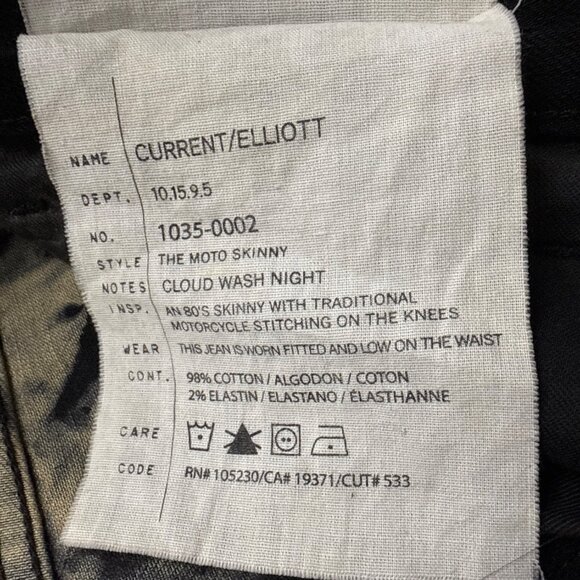 NAME CURRENT/ELLIOTT
DEPT. 10.15.9.5
NO. 1035-0002
STYLE THE MOTO SKINNY
NOTES CLOUD WASH NIGHT
INSP. AN 80'S SKINNY WITH TRADITIONAL
MOTORCYCLE STITCHING ON THE KNEES
WEAR THIS JEAN IS WORN FITTED AND LOW ON THE WAIST
CONT. 98% COTTON / ALGODON / COTON
2% ELASTIN / ELASTANO / ÉLASTHANNE
CARE
CODE RN# 105230/CA# 19371/CUT# 533